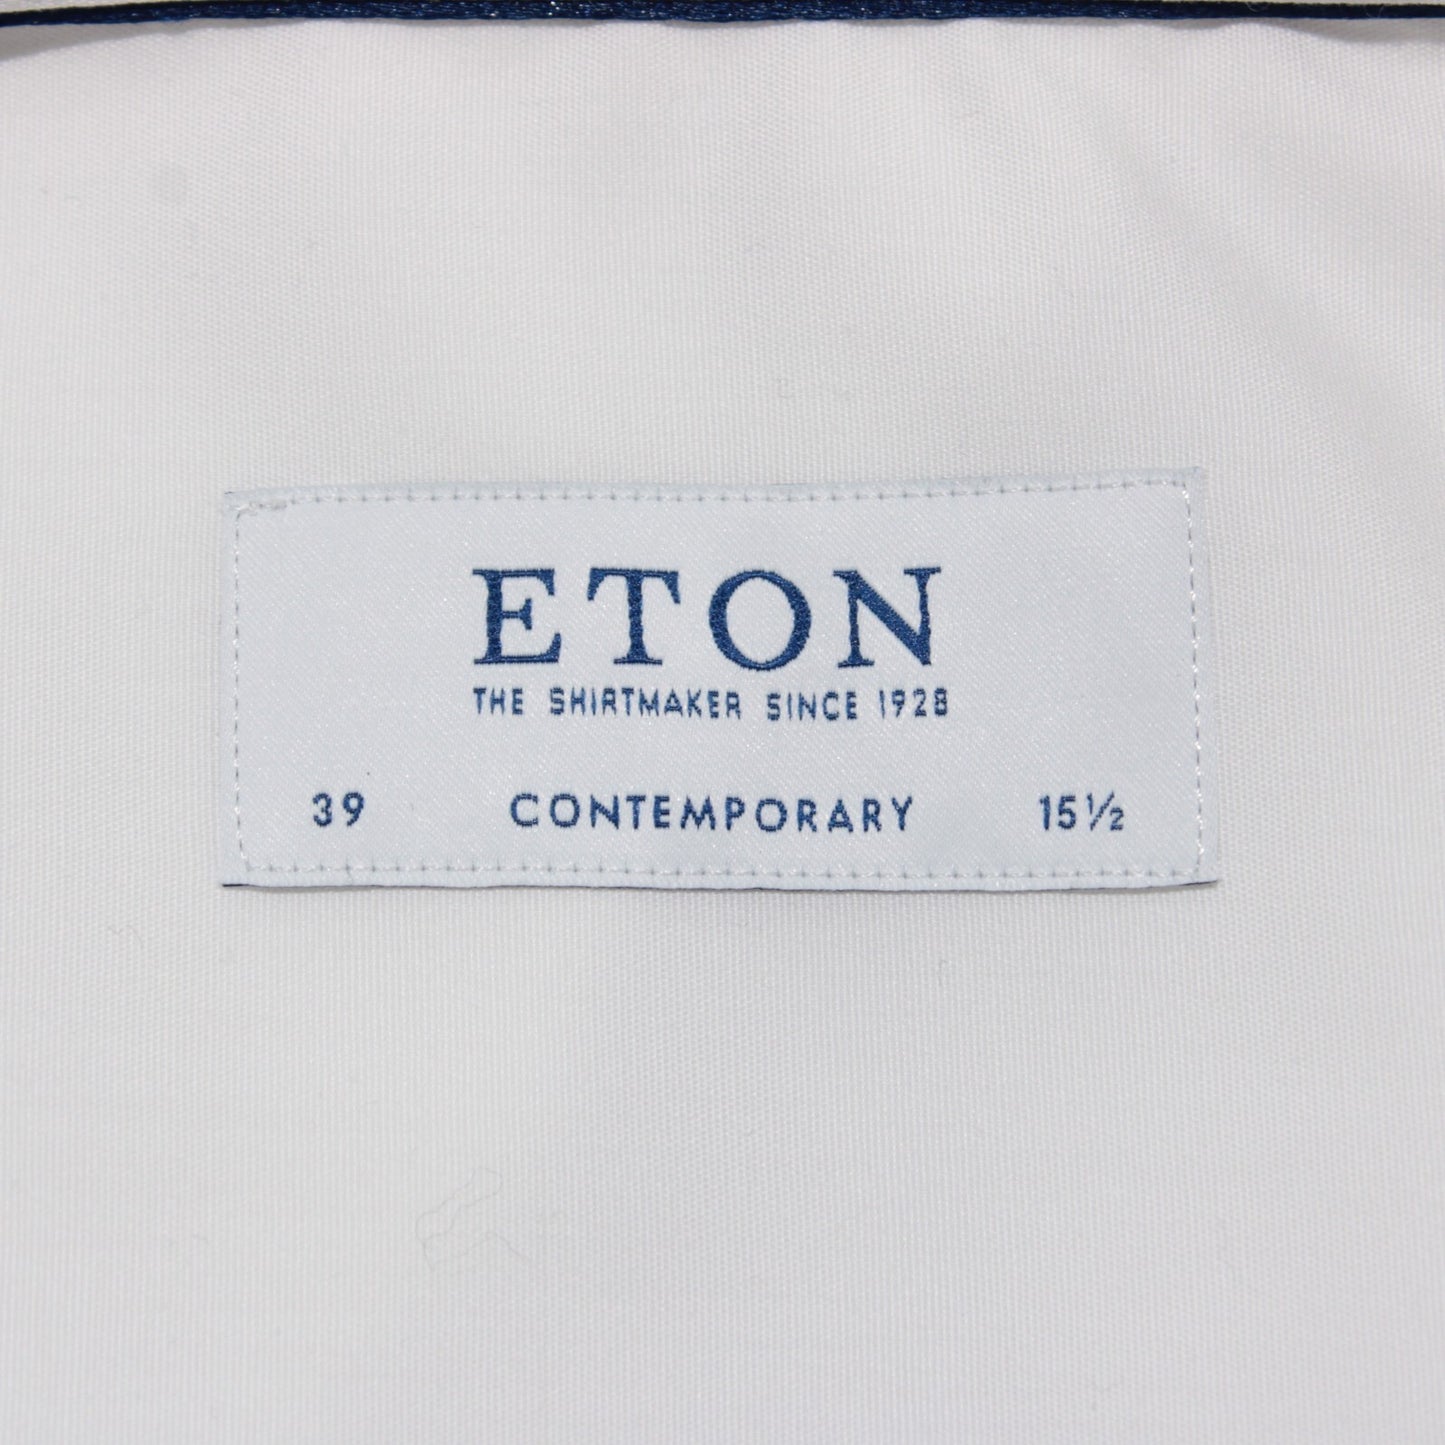 ETON
THE SHIRTMAKER SINCE 1928
39 CONTEMPORARY 15½